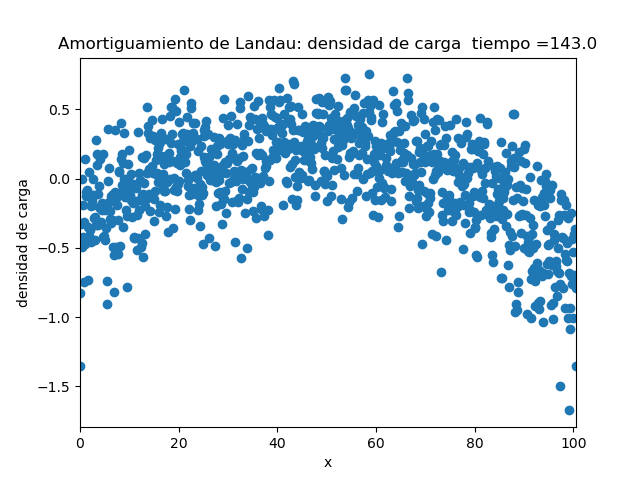 Amortiguamiento de Landau: densidad de carga  tiempo =143.0
0.5
0.0
−0.5
−1.0
−1.5
densidad de carga
0 20 40 60 80 100
x